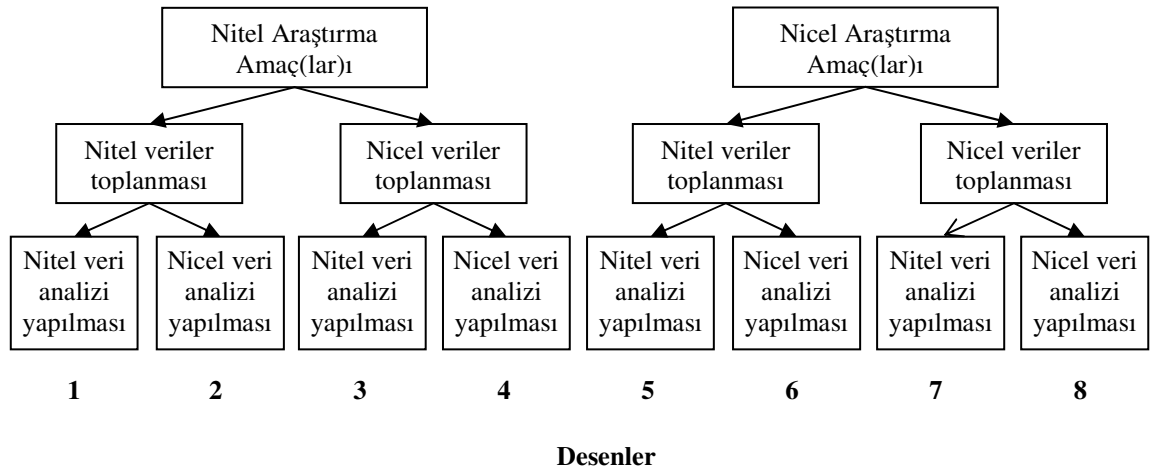 Nitel Araştırma
Amaç(lar)ı
Nicel Araştırma
Amaç(lar)ı
Nitel veriler
toplanması
Nicel veriler
toplanması
Nitel veriler
toplanması
Nicel veriler
toplanması
Nitel veri
analizi
yapılması
Nicel veri
analizi
yapılması
Nitel veri
analizi
yapılması
Nicel veri
analizi
yapılması
Nitel veri
analizi
yapılması
Nicel veri
analizi
yapılması
Nitel veri
analizi
yapılması
Nicel veri
analizi
yapılması
1 2 3 4 5 6 7 8
Desenler